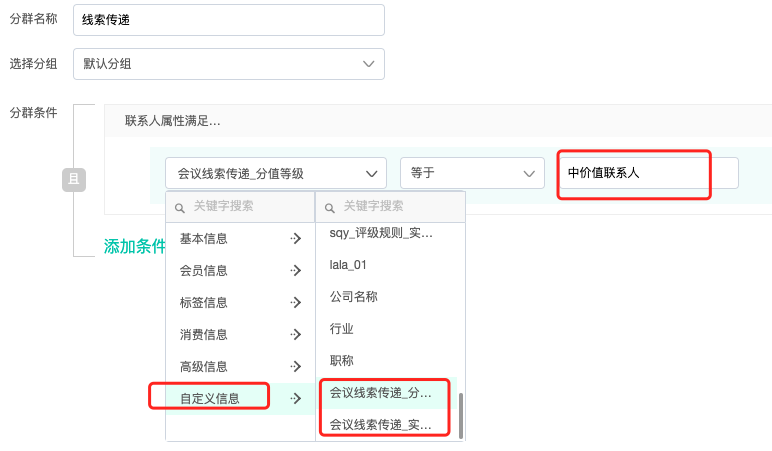 分群名称 线索传递
选择分组 默认分组
分群条件 联系人属性满足...
会议线索传递_分值等级 等于 中价值联系人
且
关键字搜索 关键字搜索
sqy_评级规则_实...
基本信息
添加条件
lala_01
会员信息
公司名称
标签信息
行业
消费信息
职称
高级信息
会议线索传递_分...
自定义信息
会议线索传递_实...